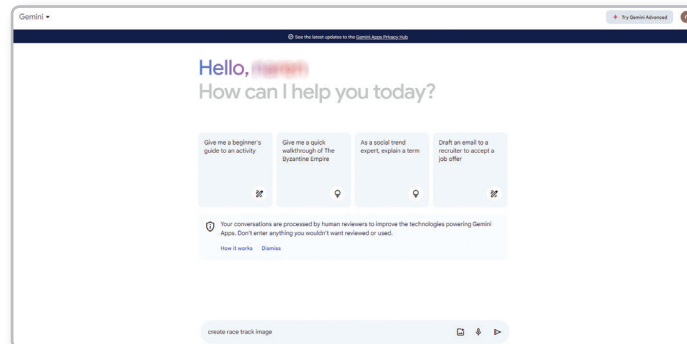 Gemini
Try Gemini Advanced
See the latest updates to the Gemini Apps Privacy Hub
Hello,
How can I help you today?
Give me a beginner's
guide to an activity
Give me a quick
walkthrough of The
Byzantine Empire
As a social trend
expert, explain a term
Draft an email to a
recruiter to accept a
job offer
Your conversations are processed by human reviewers to improve the technologies powering Gemini
Apps. Don't enter anything you wouldn't want reviewed or used.
How it works Dismiss
create race track image